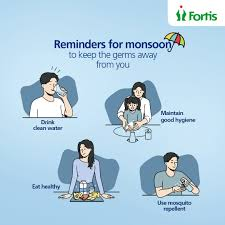 Fortis
Reminders for monsoon
to keep the germs away
from you
Drink
clean water
Maintain
good hygiene
Eat healthy
Use mosquito
repellent